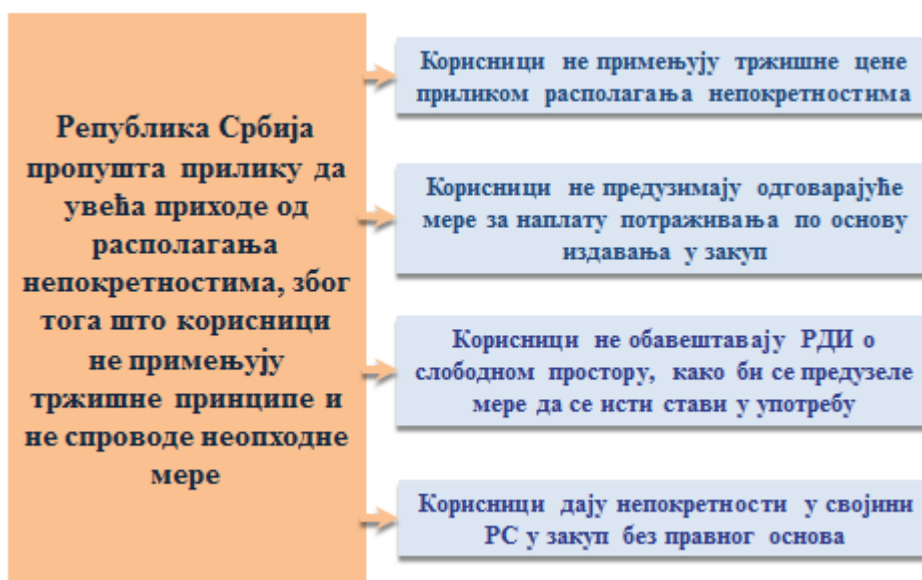 Република Србија
пропушта прилику да
увећа приходе од
располагања
непокретностима, због
тога што корисници
не примењују
тржишне принципе и
не спроводе неопходне
мере
Корисници не примењују тржишне цене
приликом располагања непокретностима
Корисници не предузимају одговарајуће
мере за наплату потраживања по основу
издавања у закуп
Корисници не обавештавају РДИ о
слободном простору, како би се предузеле
мере да се исти стави у употребу
Корисници дају непокретности у својини
РС у закуп без правног основа